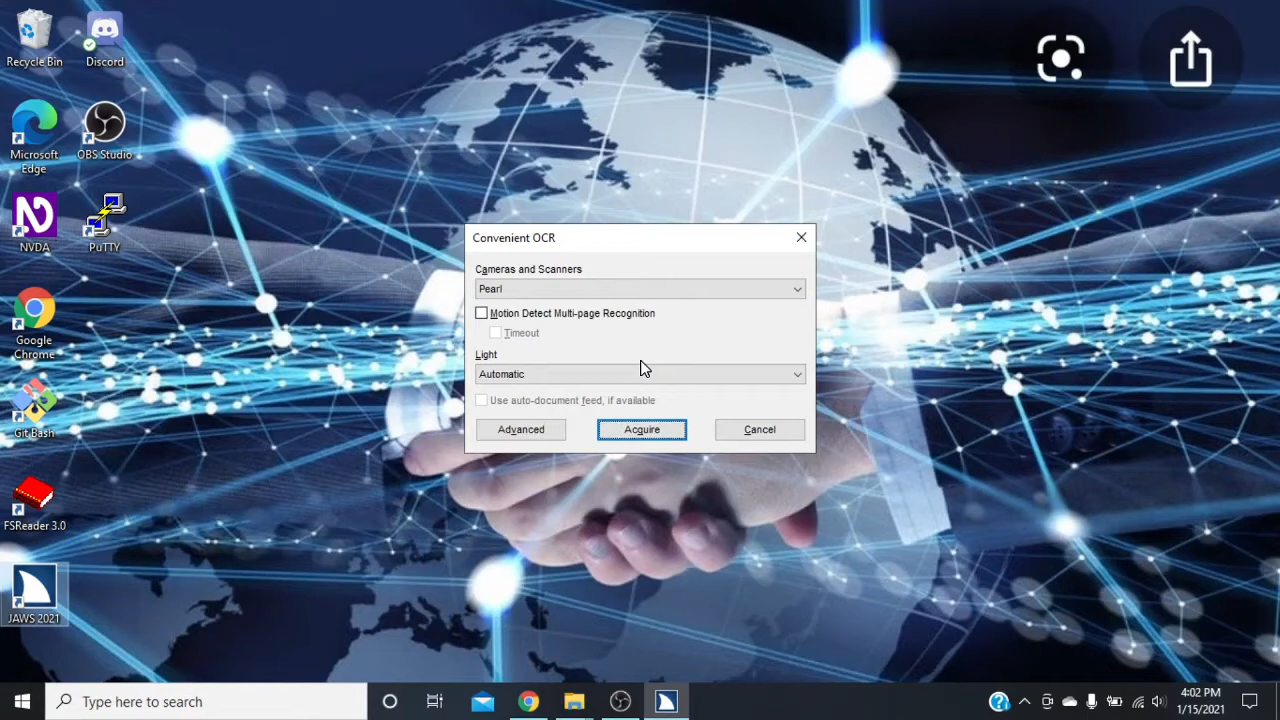 Recycle Bin
Discord
Microsoft
Edge
OBS Studio
NVDA
PuTTY
Google
Chrome
Git Bash
FSReader 3.0
JAWS 2021
Convenient OCR
Cameras and Scanners
Pearl
Motion Detect Multi-page Recognition
Timeout
Light
Automatic
Use auto-document feed, if available
Advanced
Acquire
Cancel
Type here to search
4:02 PM
1/15/2021